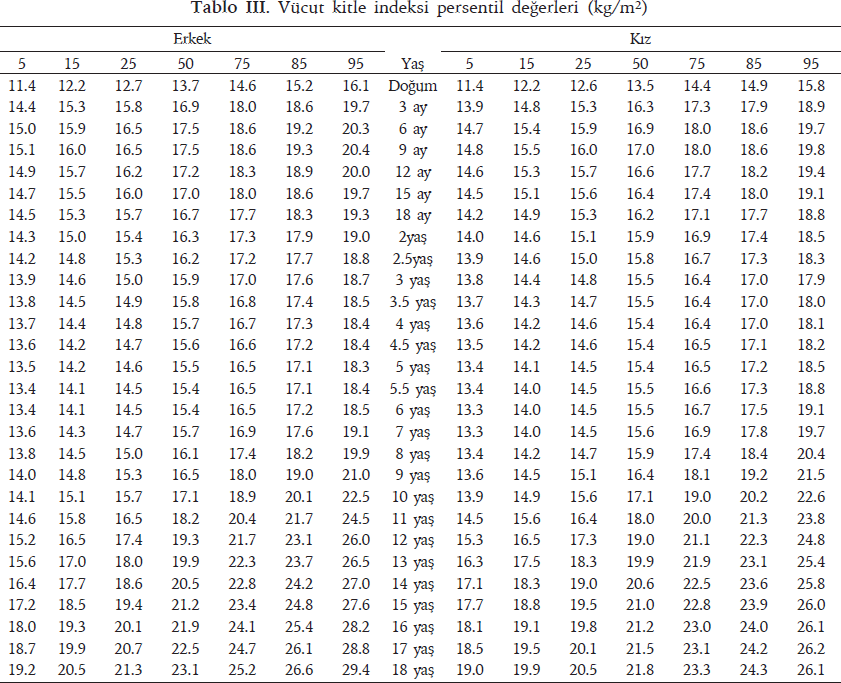 Tablo III. Vücut kitle indeksi persentil değerleri (kg/m²)
Erkek Kız
5 15 25 50 75 85 95 Yaş 5 15 25 50 75 85 95
11.4 12.2 12.7 13.7 14.6 15.2 16.1 Doğum 11.4 12.2 12.6 13.5 14.4 14.9 15.8
14.4 15.3 15.8 16.9 18.0 18.6 19.7 3 ay 13.9 14.8 15.3 16.3 17.3 17.9 18.9
15.0 15.9 16.5 17.5 18.6 19.2 20.3 6 ay 14.7 15.4 15.9 16.9 18.0 18.6 19.7
15.1 16.0 16.5 17.5 18.6 19.3 20.4 9 ay 14.8 15.5 16.0 17.0 18.0 18.6 19.8
14.9 15.7 16.2 17.2 18.3 18.9 20.0 12 ay 14.6 15.3 15.7 16.6 17.7 18.2 19.4
14.7 15.5 16.0 17.0 18.0 18.6 19.7 15 ay 14.5 15.1 15.6 16.4 17.4 18.0 19.1
14.5 15.3 15.7 16.7 17.7 18.3 19.3 18 ay 14.2 14.9 15.3 16.2 17.1 17.7 18.8
14.3 15.0 15.4 16.3 17.3 17.9 19.0 2yaş 14.0 14.6 15.1 15.9 16.9 17.4 18.5
14.2 14.8 15.3 16.2 17.2 17.7 18.8 2.5yaş 13.9 14.6 15.0 15.8 16.7 17.3 18.3
13.9 14.6 15.0 15.9 17.0 17.6 18.7 3 yaş 13.8 14.4 14.8 15.5 16.4 17.0 17.9
13.8 14.5 14.9 15.8 16.8 17.4 18.5 3.5 yaş 13.7 14.3 14.7 15.5 16.4 17.0 18.0
13.7 14.4 14.8 15.7 16.7 17.3 18.4 4 yaş 13.6 14.2 14.6 15.4 16.4 17.0 18.1
13.6 14.2 14.7 15.6 16.6 17.2 18.4 4.5 yaş 13.5 14.2 14.6 15.4 16.5 17.1 18.2
13.5 14.2 14.6 15.5 16.5 17.1 18.3 5 yaş 13.4 14.1 14.5 15.4 16.5 17.2 18.5
13.4 14.1 14.5 15.4 16.5 17.1 18.4 5.5 yaş 13.4 14.0 14.5 15.5 16.6 17.3 18.8
13.4 14.1 14.5 15.4 16.5 17.2 18.5 6 yaş 13.3 14.0 14.5 15.5 16.7 17.5 19.1
13.6 14.3 14.7 15.7 16.9 17.6 19.1 7 yaş 13.3 14.0 14.5 15.6 16.9 17.8 19.7
13.8 14.5 15.0 16.1 17.4 18.2 19.9 8 yaş 13.4 14.2 14.7 15.9 17.4 18.4 20.4
14.0 14.8 15.3 16.5 18.0 19.0 21.0 9 yaş 13.6 14.5 15.1 16.4 18.1 19.2 21.5
14.1 15.1 15.7 17.1 18.9 20.1 22.5 10 yaş 13.9 14.9 15.6 17.1 19.0 20.2 22.6
14.6 15.8 16.5 18.2 20.4 21.7 24.5 11 yaş 14.5 15.6 16.4 18.0 20.0 21.3 23.8
15.2 16.5 17.4 19.3 21.7 23.1 26.0 12 yaş 15.3 16.5 17.3 19.0 21.1 22.3 24.8
15.6 17.0 18.0 19.9 22.3 23.7 26.5 13 yaş 16.3 17.5 18.3 19.9 21.9 23.1 25.4
16.4 17.7 18.6 20.5 22.8 24.2 27.0 14 yaş 17.1 18.3 19.0 20.6 22.5 23.6 25.8
17.2 18.5 19.4 21.2 23.4 24.8 27.6 15 yaş 17.7 18.8 19.5 21.0 22.8 23.9 26.0
18.0 19.3 20.1 21.9 24.1 25.4 28.2 16 yaş 18.1 19.1 19.8 21.2 23.0 24.0 26.1
18.7 19.9 20.7 22.5 24.7 26.1 28.8 17 yaş 18.5 19.5 20.1 21.5 23.1 24.2 26.2
19.2 20.5 21.3 23.1 25.2 26.6 29.4 18 yaş 19.0 19.9 20.5 21.8 23.3 24.3 26.1